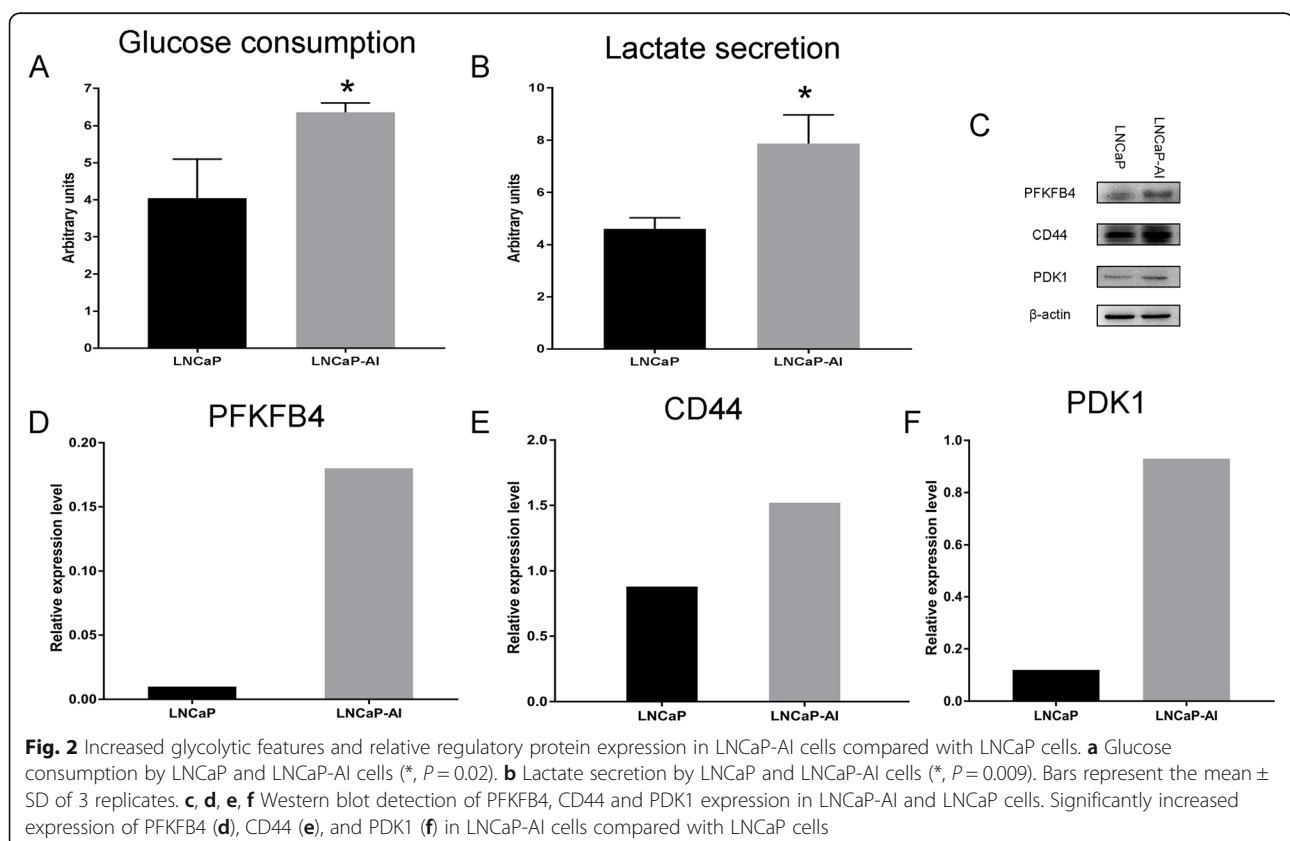 Glucose consumption
A
Arbitrary units
7
6
5
4
3
2
1
0
*
LNCaP
LNCaP-AI
Lactate secretion
B
Arbitrary units
10
8
6
4
2
0
*
LNCaP
LNCaP-AI
C
LNCaP
LNCaP-AI
PFKFB4
CD44
PDK1
β-actin
D
PFKFB4
Relative expression level
0.20
0.15
0.10
0.05
0.00
LNCaP
LNCaP-AI
E
CD44
Relative expression level
2.0
1.5
1.0
0.5
0.0
LNCaP
LNCaP-AI
F
PDK1
Relative expression level
1.0
0.8
0.6
0.4
0.2
0.0
LNCaP
LNCaP-AI
Fig. 2 Increased glycolytic features and relative regulatory protein expression in LNCaP-AI cells compared with LNCaP cells. a Glucose
consumption by LNCaP and LNCaP-AI cells (*, P = 0.02). b Lactate secretion by LNCaP and LNCaP-AI cells (*, P = 0.009). Bars represent the mean ±
SD of 3 replicates. c, d, e, f Western blot detection of PFKFB4, CD44 and PDK1 expression in LNCaP-AI and LNCaP cells. Significantly increased
expression of PFKFB4 (d), CD44 (e), and PDK1 (f) in LNCaP-AI cells compared with LNCaP cells